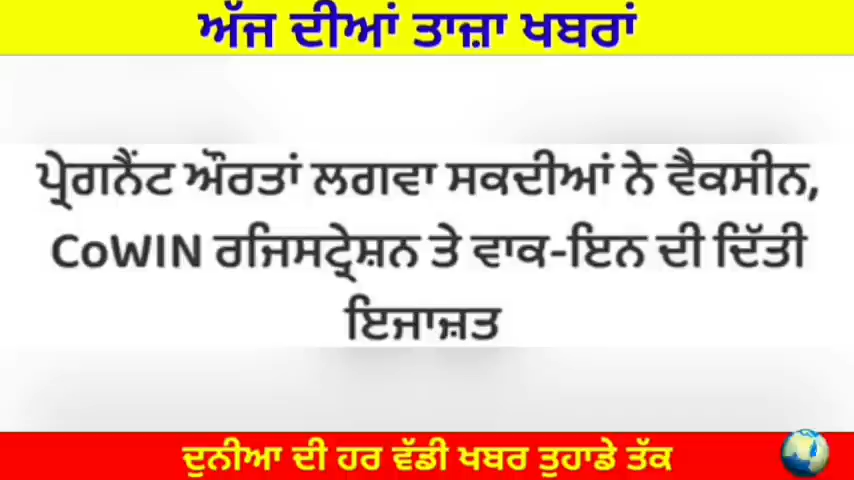 ਅੱਜ ਦੀਆਂ ਤਾਜ਼ਾ ਖਬਰਾਂ
ਪ੍ਰੇਗਨੈਂਟ ਔਰਤਾਂ ਲਗਵਾ ਸਕਦੀਆਂ ਨੇ ਵੈਕਸੀਨ,
CoWIN ਰਜਿਸਟ੍ਰੇਸ਼ਨ ਤੇ ਵਾਕ-ਇਨ ਦੀ ਦਿੱਤੀ
ਇਜਾਜ਼ਤ
ਦੁਨੀਆ ਦੀ ਹਰ ਵੱਡੀ ਖਬਰ ਤੁਹਾਡੇ ਤੱਕ